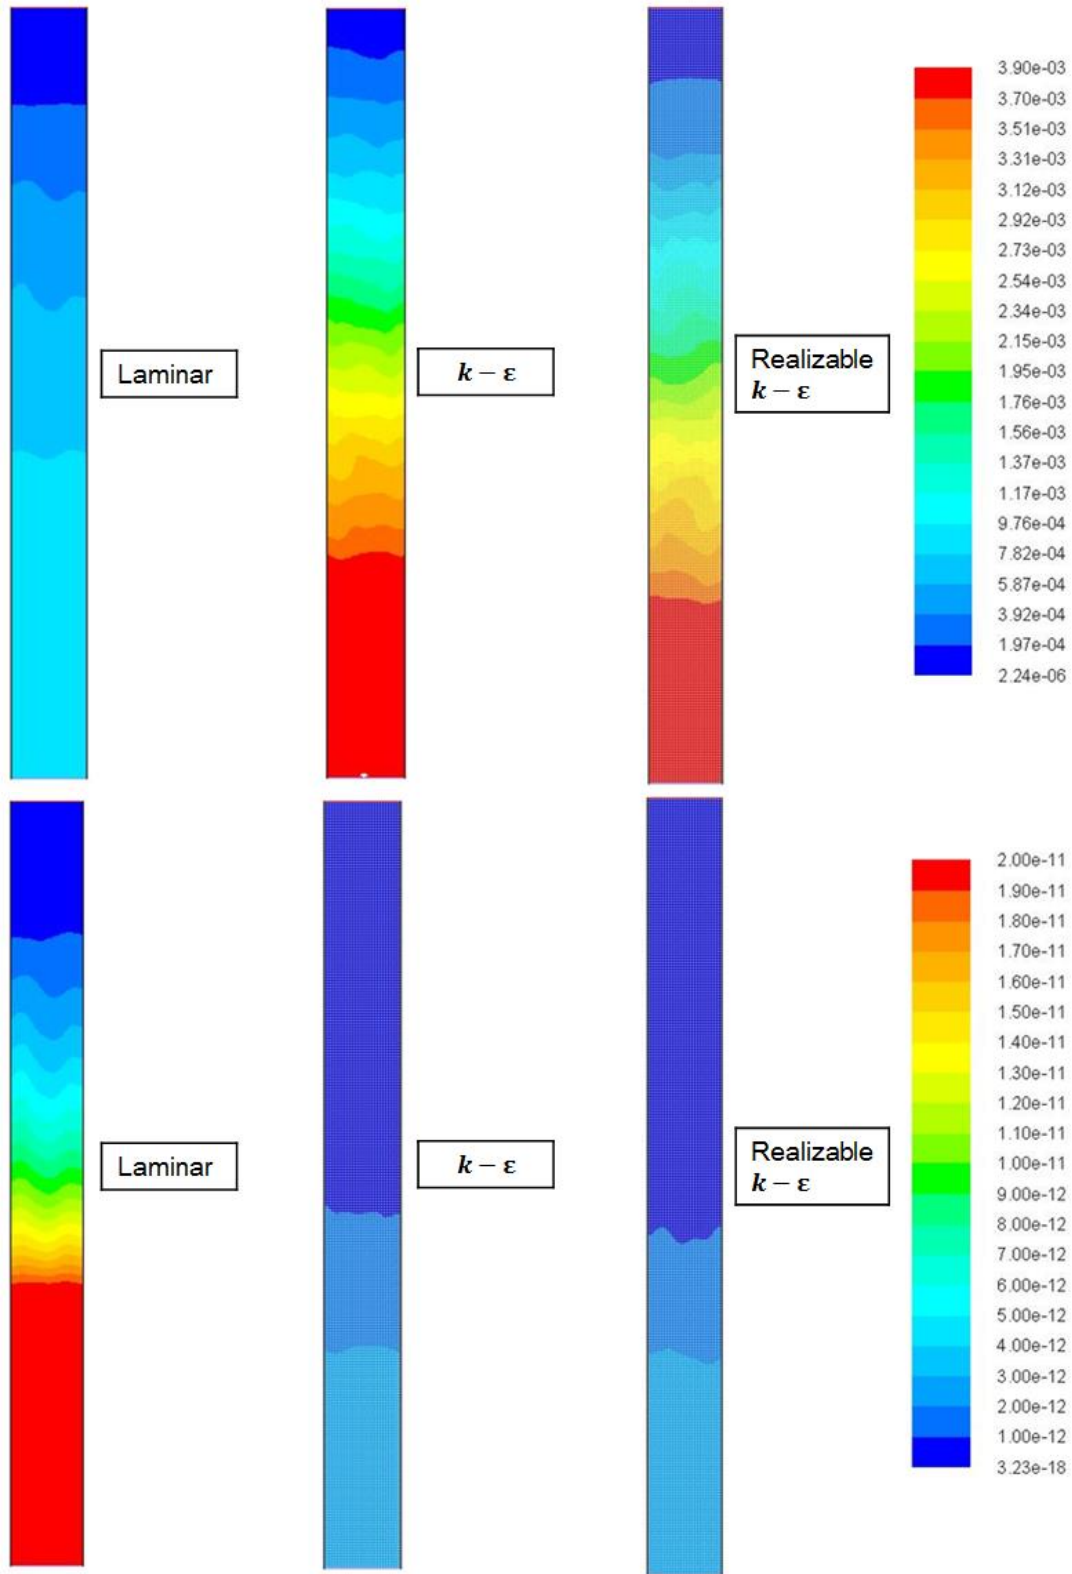 Laminar
k – ε
Realizable
k – ε
3.90e-03
3.70e-03
3.51e-03
3.31e-03
3.12e-03
2.92e-03
2.73e-03
2.54e-03
2.34e-03
2.15e-03
1.95e-03
1.76e-03
1.56e-03
1.37e-03
1.17e-03
9.76e-04
7.82e-04
5.87e-04
3.92e-04
1.97e-04
2.24e-06
Laminar
k – ε
Realizable
k – ε
2.00e-11
1.90e-11
1.80e-11
1.70e-11
1.60e-11
1.50e-11
1.40e-11
1.30e-11
1.20e-11
1.10e-11
1.00e-11
9.00e-12
8.00e-12
7.00e-12
6.00e-12
5.00e-12
4.00e-12
3.00e-12
2.00e-12
1.00e-12
3.23e-18